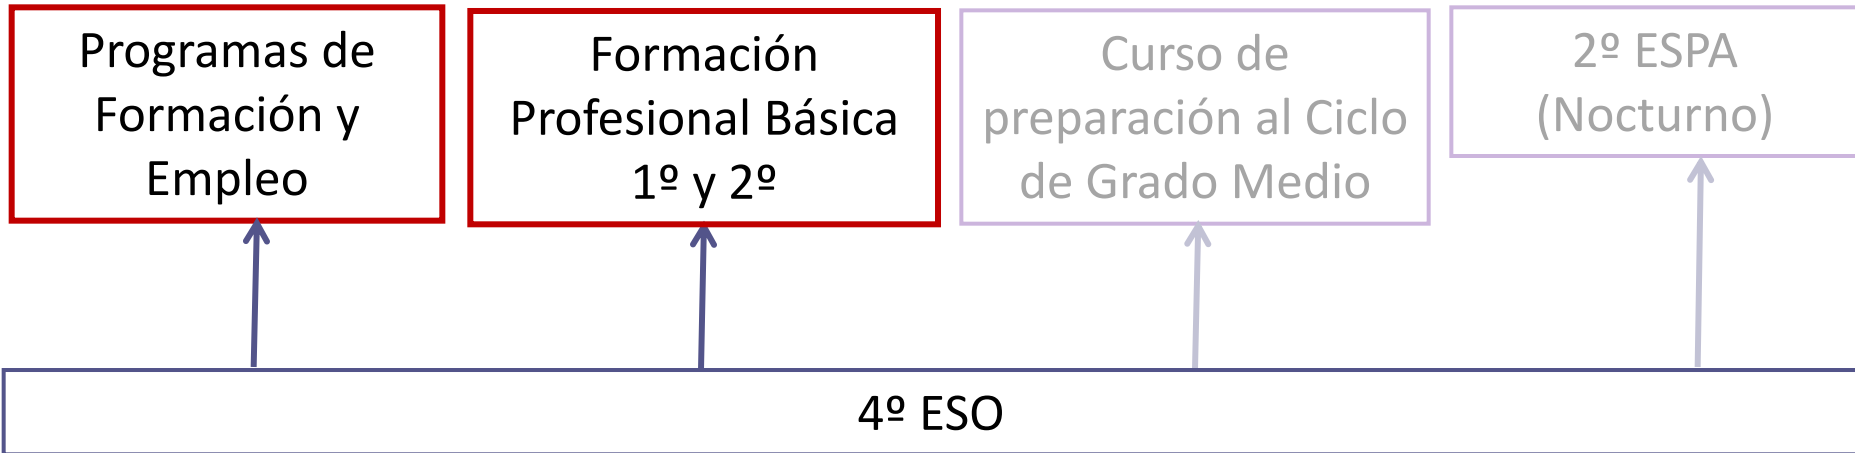 Programas de
Formación y
Empleo
Formación
Profesional Básica
1º y 2º
Curso de
preparación al Ciclo
de Grado Medio
2º ESPA
(Nocturno)
4º ESO